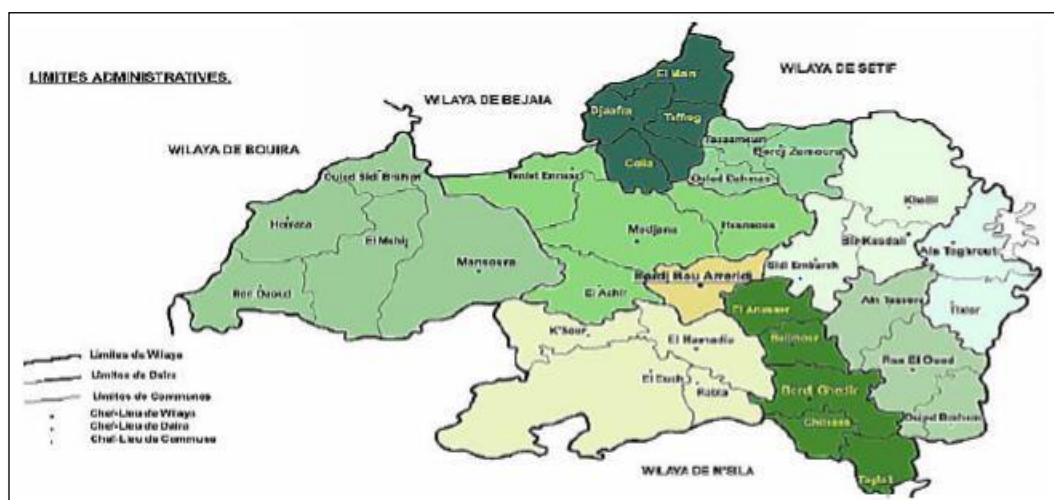 LIMITES ADMINISTRATIVES.
WILAYA DE SETIF
WILAYA DE BEJAIA
WILAYA DE BOUIRA
El Main
Djaafra
Teffreg
Colla
Tassameurt
Bordj Zemoura
Ouled Dahman
Ouled Sidi Brahim
Teniet Ennasr
Khelil
Haraza
El Mehir
Medjana
Hasnaoua
Bir Kasdali
Ain Taghrout
Mansoura
Sidi Embarek
Bordj Bou Arreridj
Ben Daoud
El Achir
Ain Tassera
Tixter
El Anasser
K'Sour
El Hamadia
Belimour
Ras El Oued
Limites de Wilaya
Limites de Daira
Limites de Communes
Chef-Lieu de Wilaya
Chef-Lieu de Daira
Chef-Lieu de Commune
El Euch
Rabta
Bordj Ghedir
Ouled Brahem
Ghilassa
WILAYA DE M'SILA